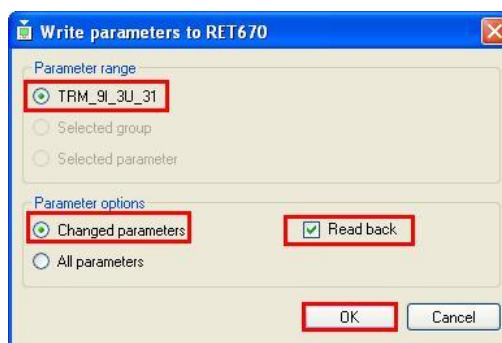 Write parameters to RET670
Parameter range
TRM_9I_3U_31
Selected group
Selected parameter
Parameter options
Changed parameters
Read back
All parameters
OK
Cancel